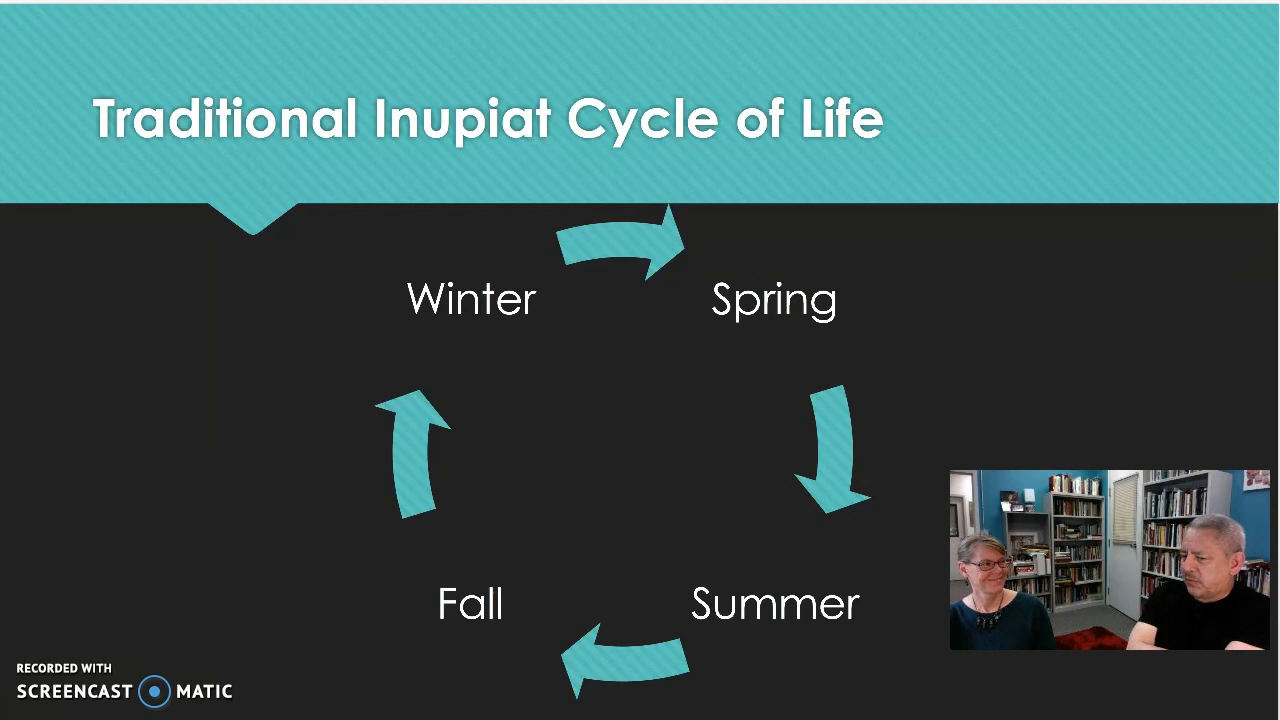 Traditional Inupiat Cycle of Life
Winter
Spring
Fall
Summer
RECORDED WITH
SCREENCAST MATIC